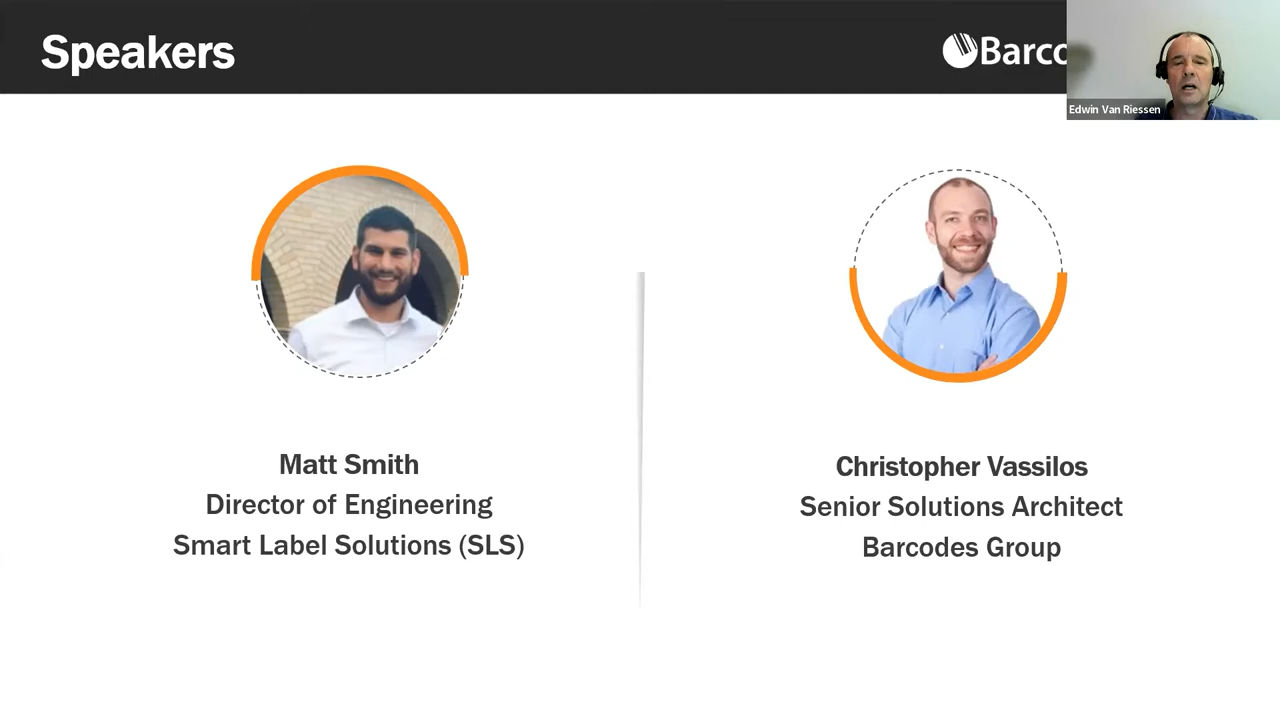 Speakers
Barco
Edwin Van Riessen
Matt Smith
Director of Engineering
Smart Label Solutions (SLS)
Christopher Vassilos
Senior Solutions Architect
Barcodes Group